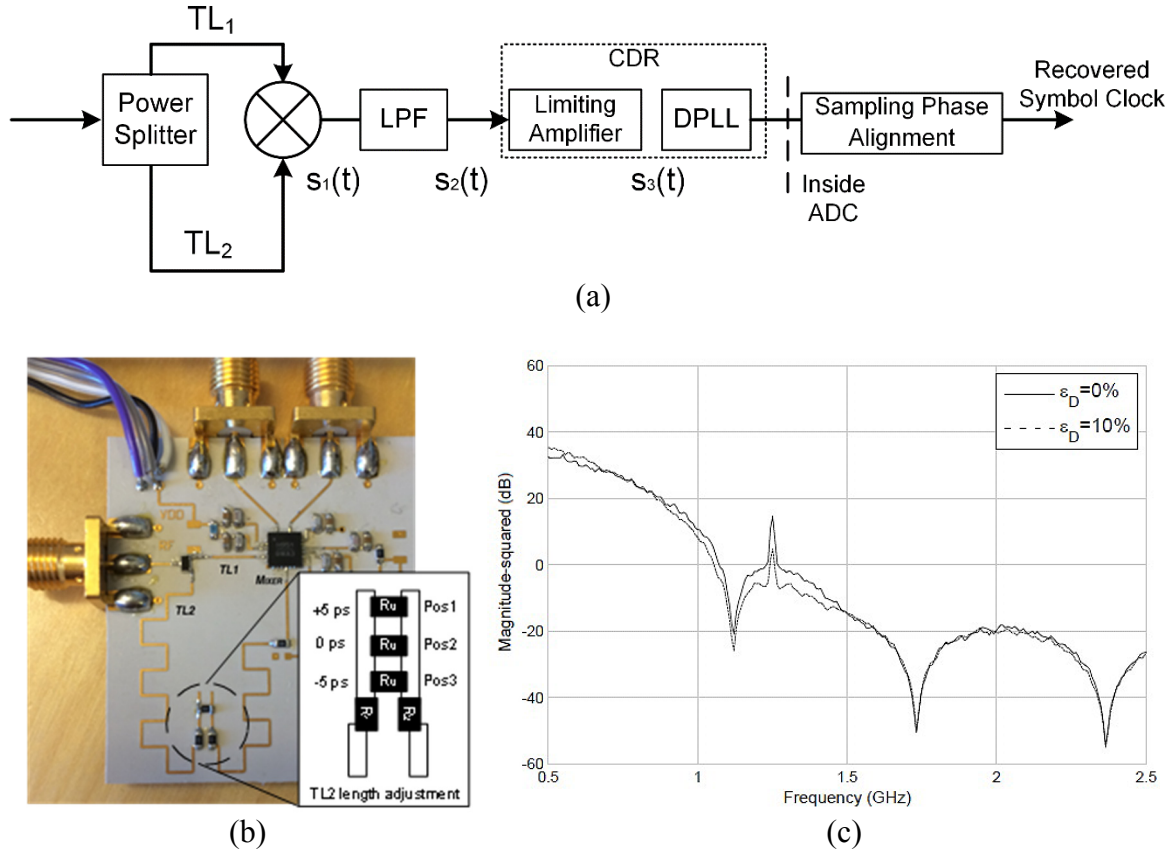 TL1
TL2
Power
Splitter
s1(t)
LPF
s2(t)
CDR
Limiting
Amplifier
DPLL
s3(t)
Inside
ADC
Sampling Phase
Alignment
Recovered
Symbol Clock
(a)
VDD
RF
TL1
TL2
MIXER
+5 ps
Ru
Pos1
0 ps
Ru
Pos2
-5 ps
Ru
Pos3
TL2 length adjustment
(b)
Magnitude-squared (dB)
60
40
20
0
-20
-40
-60
εD=0%
εD=10%
0.5
1
1.5
2
2.5
Frequency (GHz)
(c)